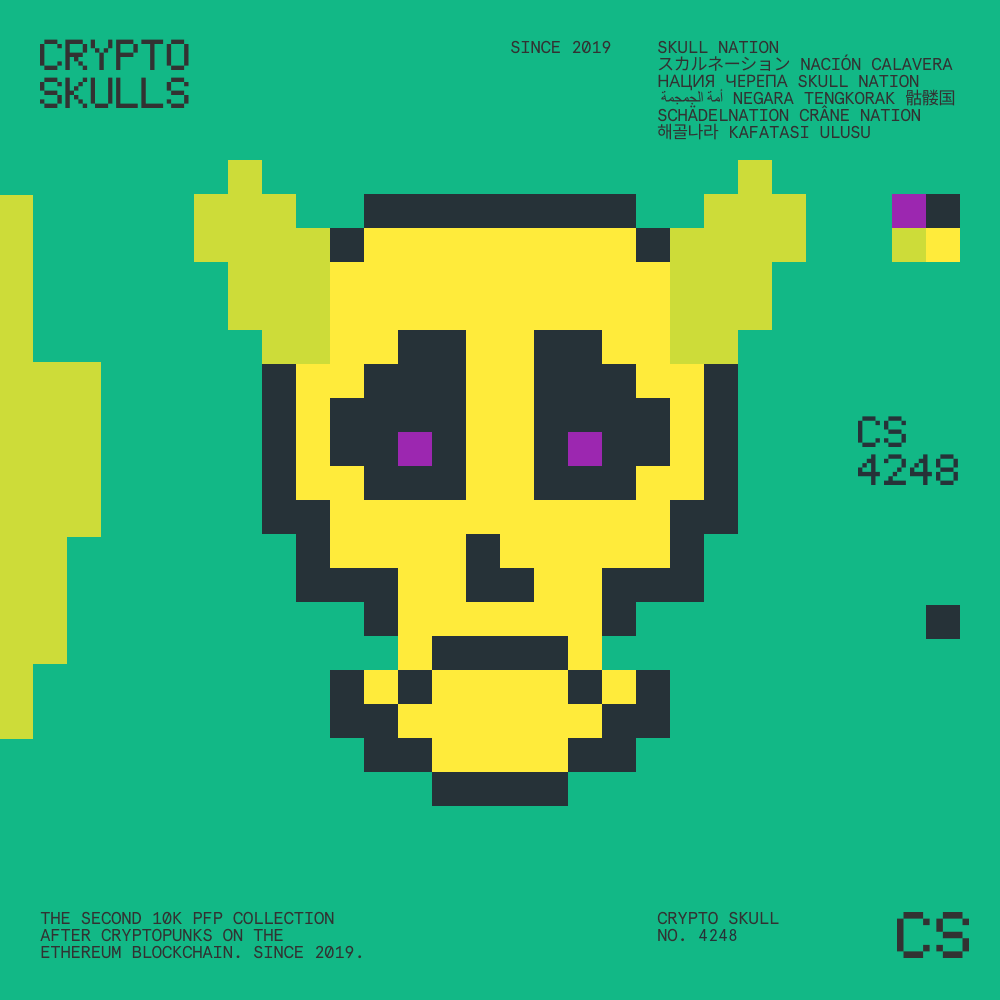 CRYPTO
SKULLS
SINCE 2019
SKULL NATION
スカルネーション NACIÓN CALAVERA
НАЦИЯ ЧЕРЕПА SKULL NATION
أمة الجمجمة NEGARA TENGKORAK 骷髅国
SCHÄDELNATION CRÂNE NATION
해골나라 KAFATASI ULUSU
CS
4248
THE SECOND 10K PFP COLLECTION
AFTER CRYPTOPUNKS ON THE
ETHEREUM BLOCKCHAIN. SINCE 2019.
CRYPTO SKULL
NO. 4248
CS